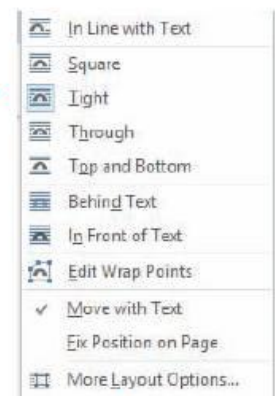 In Line with Text
Square
Tight
Through
Top and Bottom
Behind Text
In Front of Text
Edit Wrap Points
Move with Text
Fix Position on Page
More Layout Options...